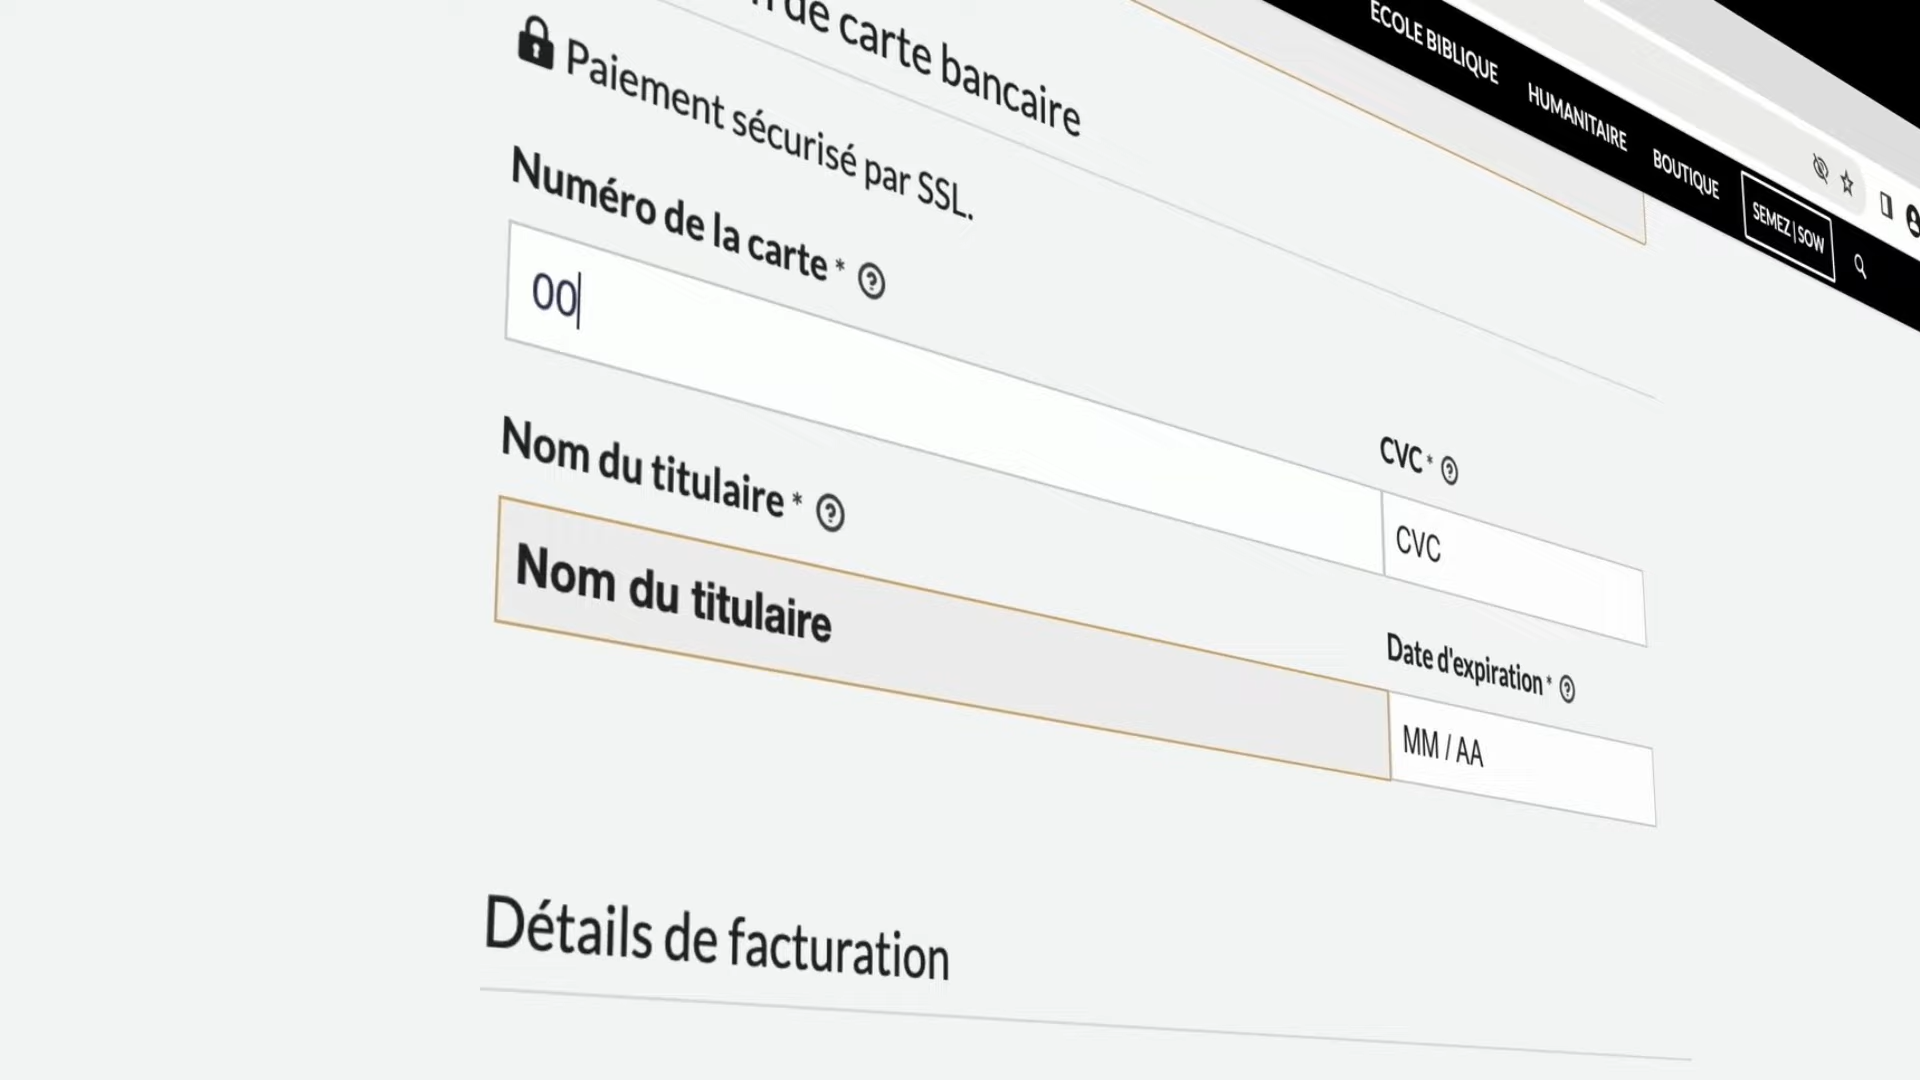 de carte bancaire
Paiement sécurisé par SSL.
Numéro de la carte *
00
CVC *
CVC
Nom du titulaire *
Nom du titulaire
Date d'expiration *
MM / AA
Détails de facturation
ECOLE BIBLIQUE
HUMANITAIRE
BOUTIQUE
SEMEZ | SOW